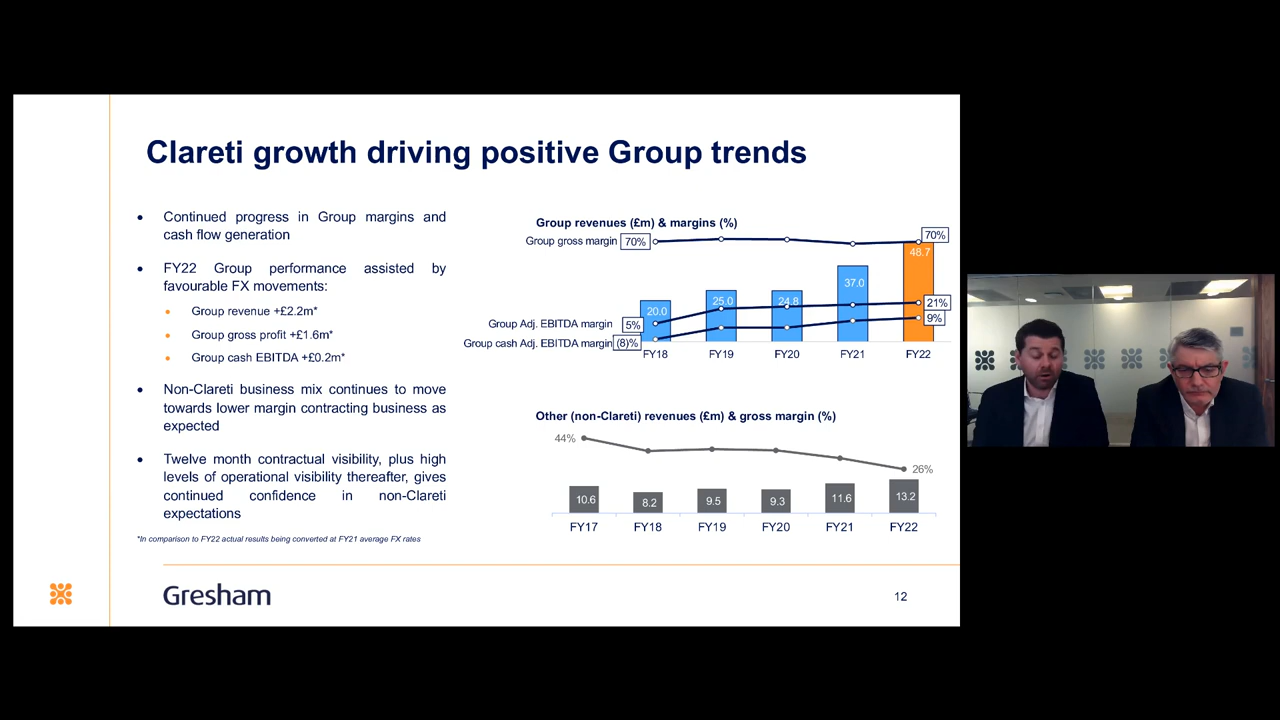 Clareti growth driving positive Group trends
• Continued progress in Group margins and
cash flow generation
• FY22 Group performance assisted by
favourable FX movements:
• Group revenue +£2.2m*
• Group gross profit +£1.6m*
• Group cash EBITDA +£0.2m*
• Non-Clareti business mix continues to move
towards lower margin contracting business as
expected
• Twelve month contractual visibility, plus high
levels of operational visibility thereafter, gives
continued confidence in non-Clareti
expectations
*In comparison to FY22 actual results being converted at FY21 average FX rates
Group revenues (£m) & margins (%)
Group gross margin 70% 70%
48.7
37.0
20.0 25.0 24.8
21%
Group Adj. EBITDA margin 5% 9%
Group cash Adj. EBITDA margin (8)%
FY18 FY19 FY20 FY21 FY22
Other (non-Clareti) revenues (£m) & gross margin (%)
44%
26%
10.6 8.2 9.5 9.3 11.6 13.2
FY17 FY18 FY19 FY20 FY21 FY22
Gresham
12